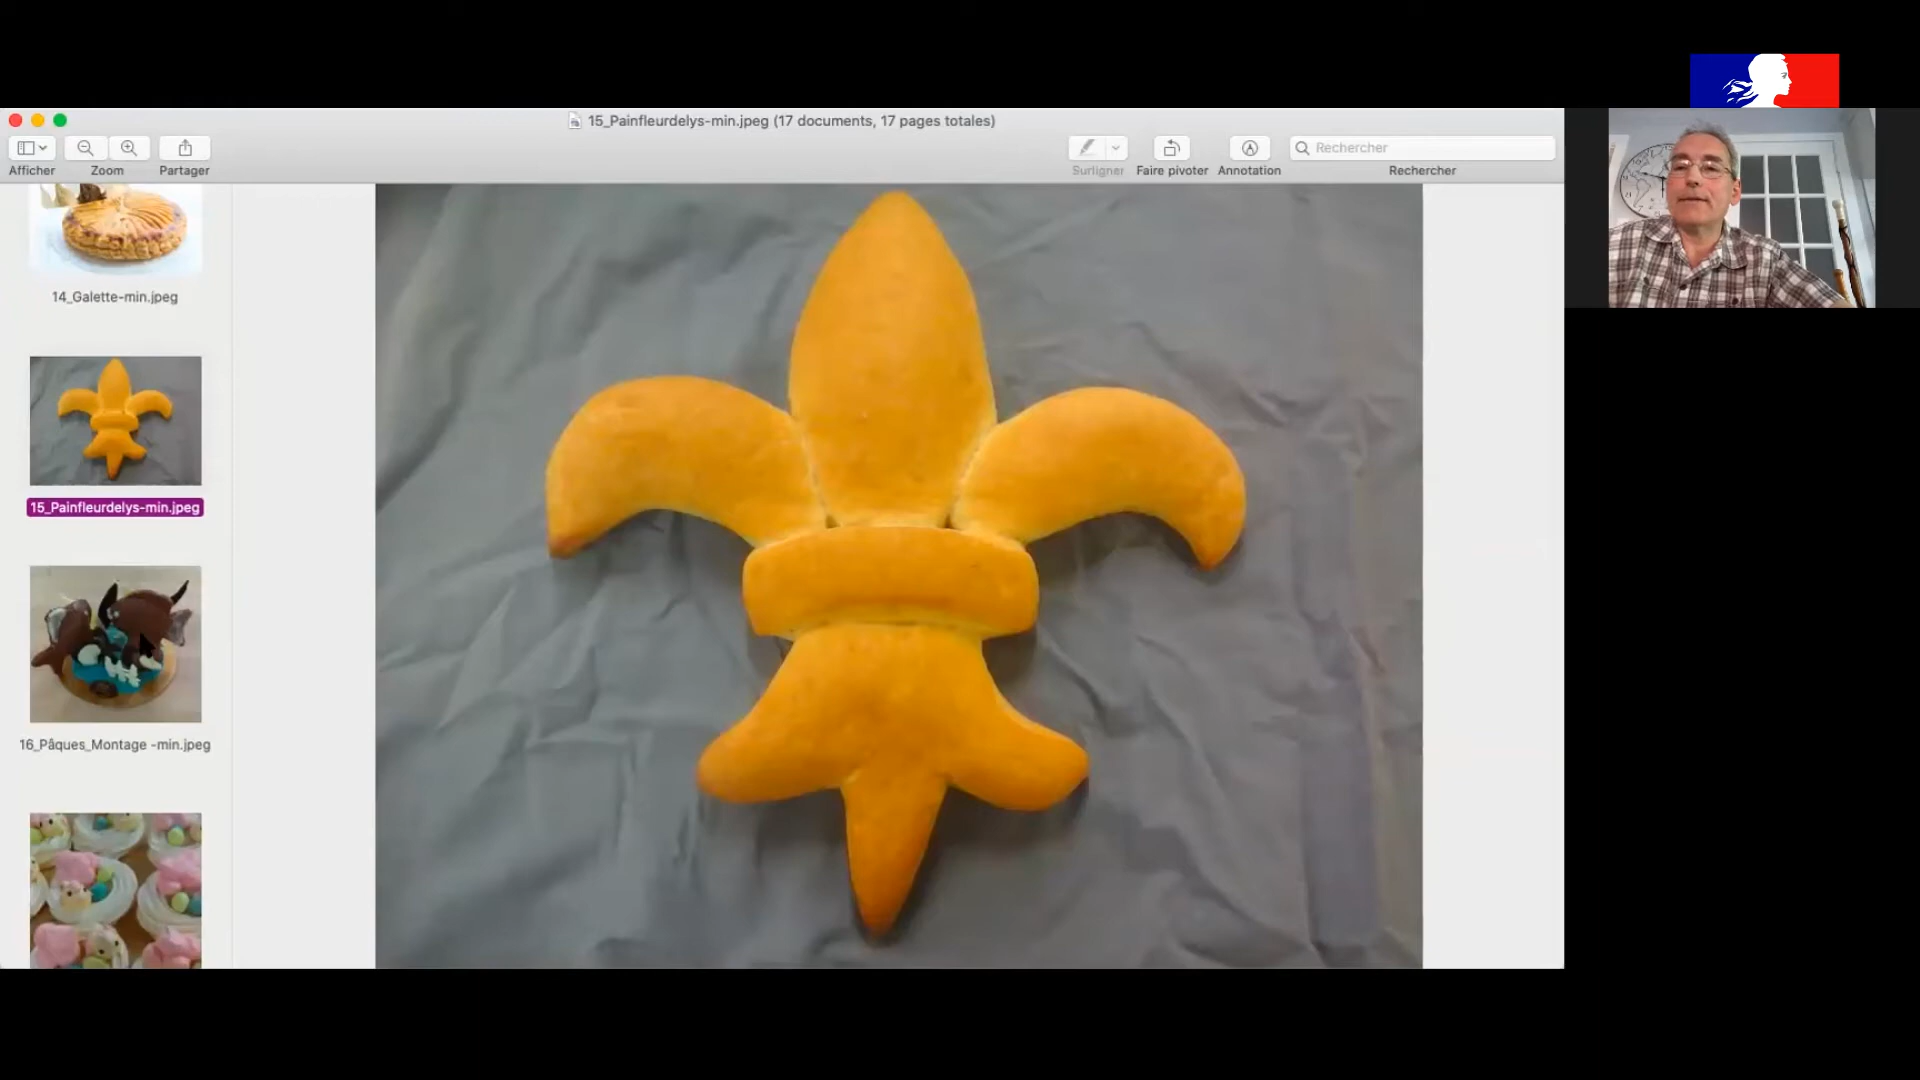 15_Painfleurdelys-min.jpeg (17 documents, 17 pages totales)
Rechercher
Afficher
Zoom
Partager
Surligner
Faire pivoter
Annotation
Rechercher
14_Galette-min.jpeg
15_Painfleurdelys-min.jpeg
16_Pâques_Montage -min.jpeg